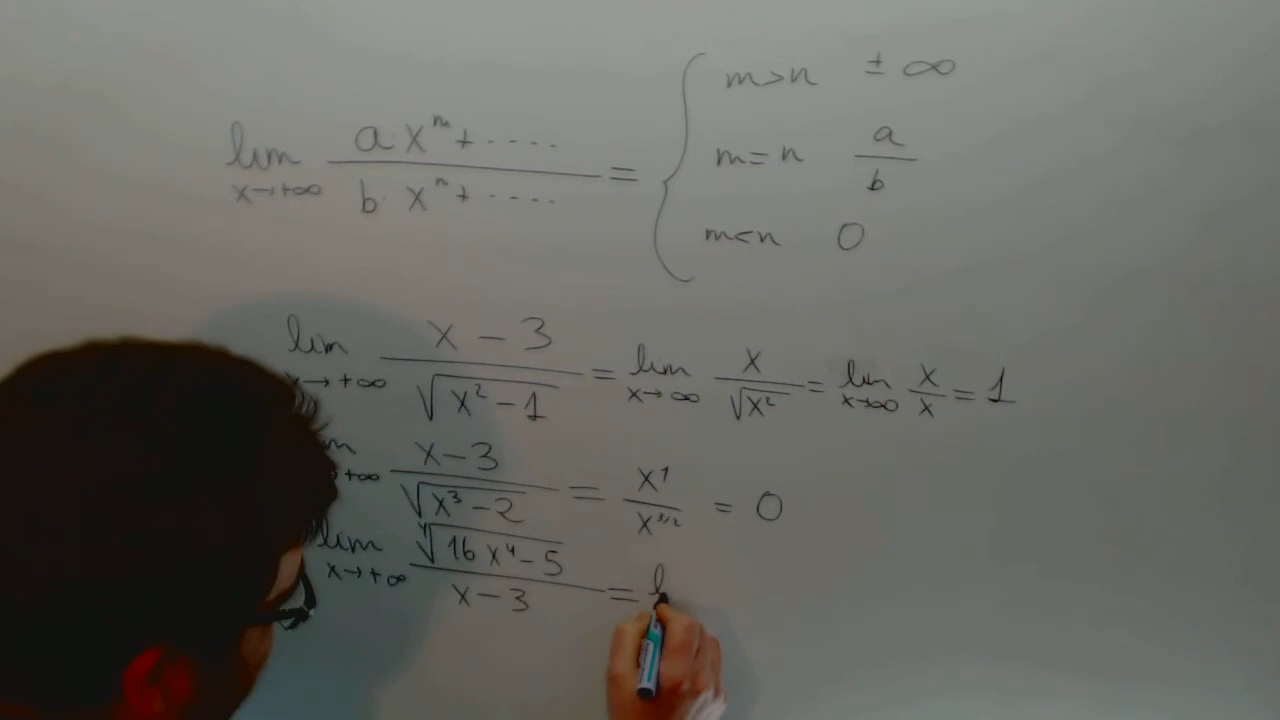 lim x→+∞ a·x^m + ···· / b·x^n + ···· = { m>n ± ∞
m=n a/b
m<n 0
lim x→+∞ x − 3 / √(x² − 1) = lim x→∞ x / √x² = lim x→∞ x/x = 1
x−3 / √(x³ − 2) = x¹ / x^(3/2) = 0
lim x→+∞ ⁴√(16x⁴ − 5) / x − 3 = l